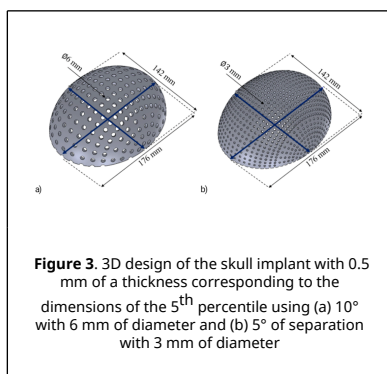 Ø6 mm
142 mm
176 mm
a)
Ø3 mm
142 mm
176 mm
b)
Figure 3. 3D design of the skull implant with 0.5
mm of a thickness corresponding to the
dimensions of the 5th percentile using (a) 10°
with 6 mm of diameter and (b) 5° of separation
with 3 mm of diameter